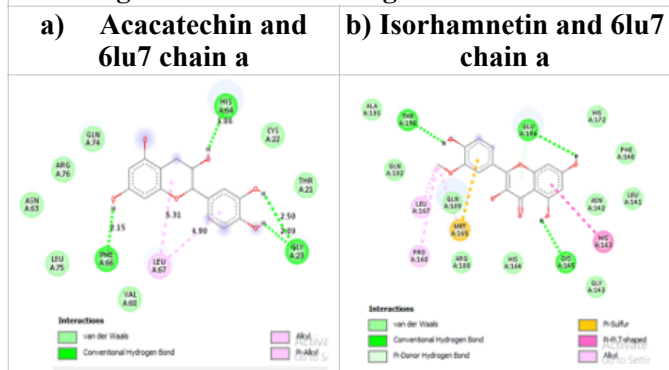 a) Acacatechin and
6lu7 chain a
b) Isorhamnetin and 6lu7
chain a
HIS
A:64
1.86
GLN
A:74
CYS
A:22
ARG
A:76
THR
A:21
ASN
A:63
5.31
2.50
2.15
4.90
GLY
A:23
PHE
A:66
LEU
A:67
LEU
A:75
VAL
A:68
Interactions
van der Waals
Conventional Hydrogen Bond
Alkyl
Pi-Alkyl
ALA
A:191
THR
A:190
GLU
A:166
HIS
A:172
PHE
A:140
GLN
A:192
GLN
A:189
ASN
A:142
LEU
A:141
LEU
A:167
MET
A:165
HIS
A:163
PRO
A:168
ARG
A:188
HIS
A:164
A:145
GLY
A:143
Interactions
van der Waals
Conventional Hydrogen Bond
Pi-Donor Hydrogen Bond
Pi-Sulfur
Pi-Pi T-shaped
Alkyl